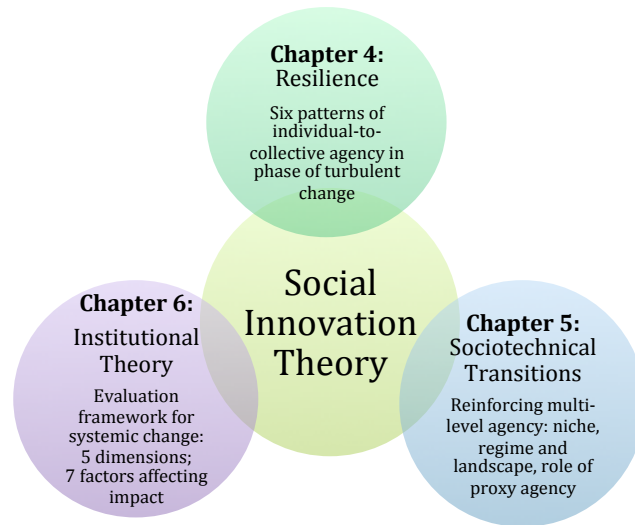 Chapter 4:
Resilience
Six patterns of
individual-to-
collective agency in
phase of turbulent
change
Social
Innovation
Theory
Chapter 6:
Institutional
Theory
Evaluation
framework for
systemic change:
5 dimensions;
7 factors affecting
impact
Chapter 5:
Sociotechnical
Transitions
Reinforcing multi-
level agency: niche,
regime and
landscape, role of
proxy agency